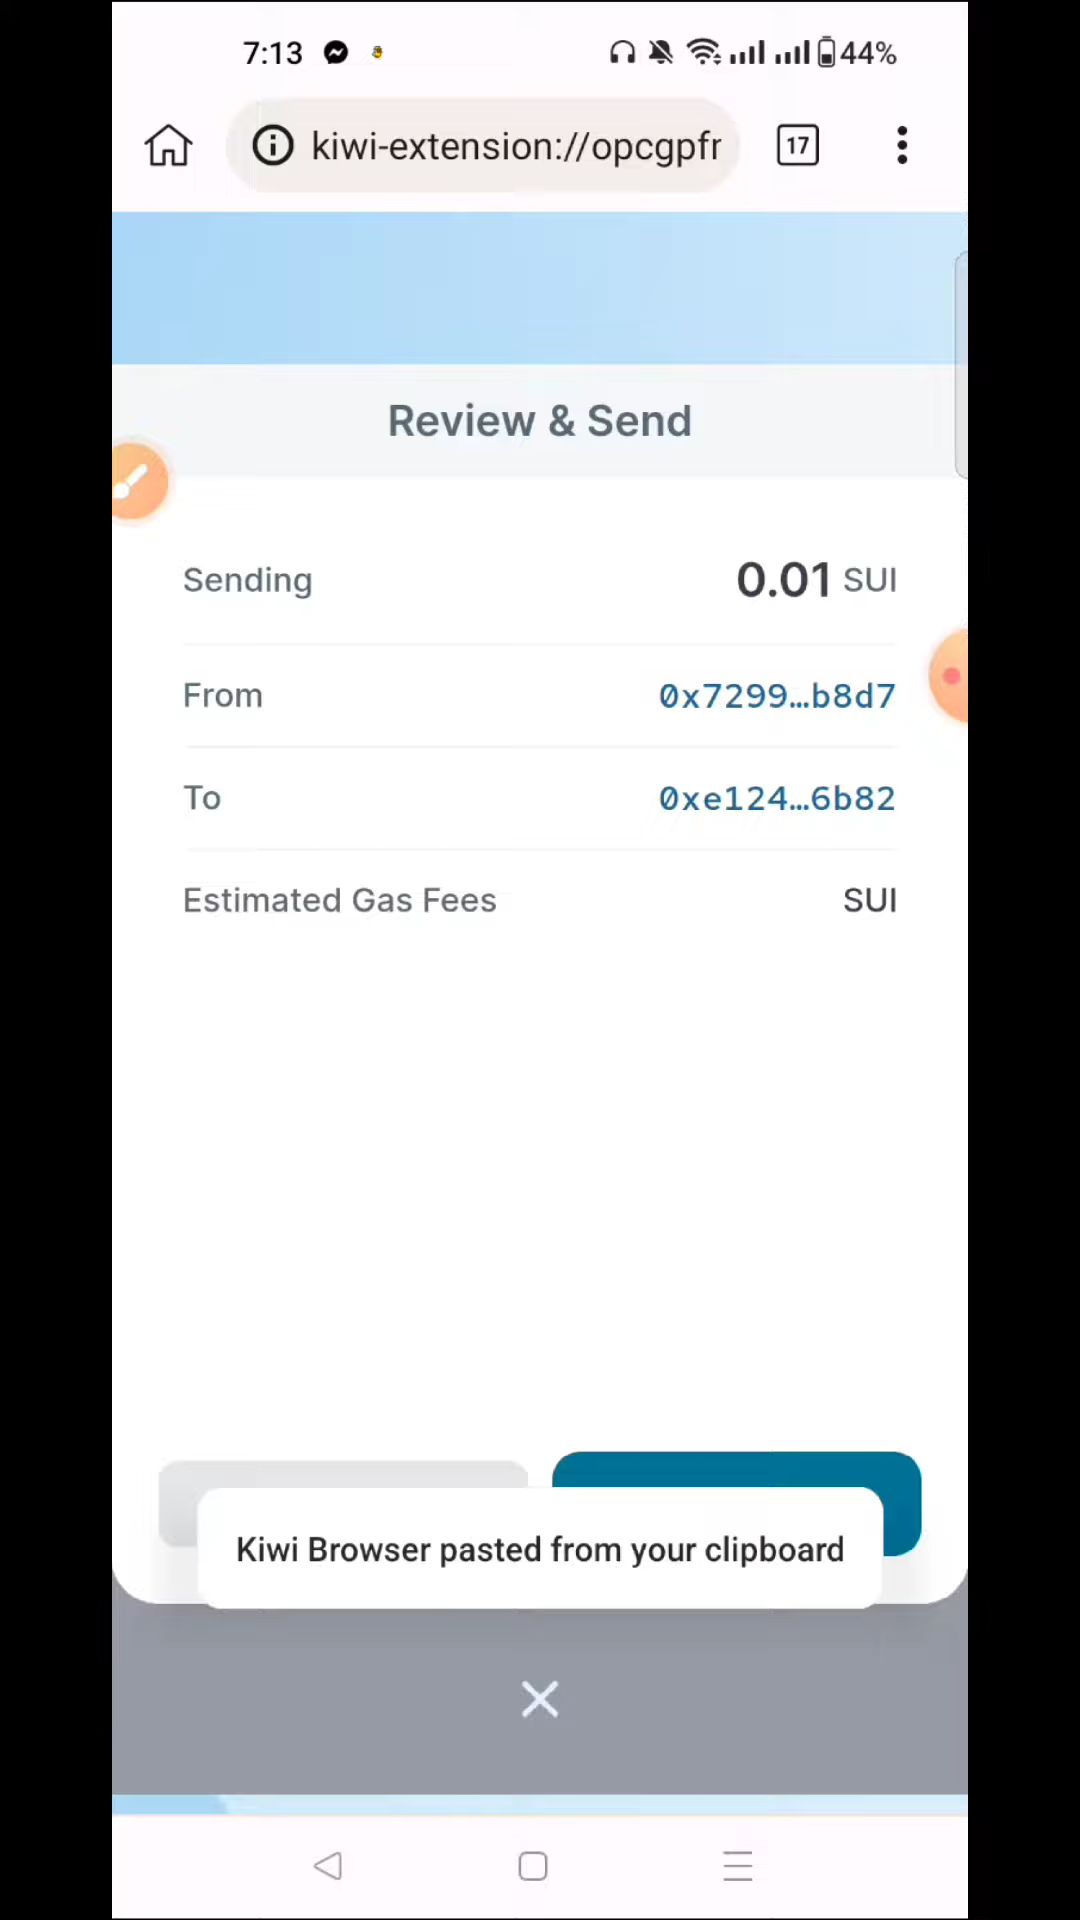 7:13
44%
kiwi-extension://opcgpfr
17
Review & Send
Sending 0.01 SUI
From 0x7299…b8d7
To 0xe124…6b82
Estimated Gas Fees SUI
Kiwi Browser pasted from your clipboard